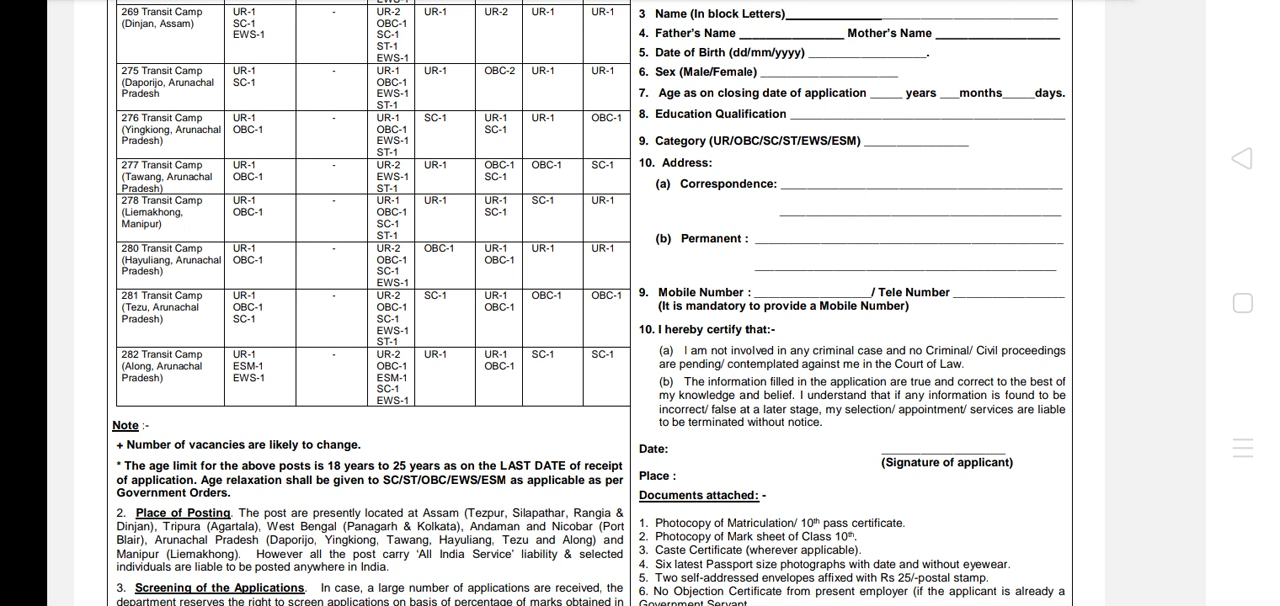 EWS-1
269 Transit Camp (Dinjan, Assam) UR-1 SC-1 EWS-1 - UR-2 OBC-1 SC-1 ST-1 EWS-1 UR-1 UR-2 UR-1 UR-1
275 Transit Camp (Daporijo, Arunachal Pradesh UR-1 SC-1 - UR-1 OBC-1 EWS-1 ST-1 UR-1 OBC-2 UR-1 UR-1
276 Transit Camp (Yingkiong, Arunachal Pradesh) UR-1 OBC-1 - UR-1 OBC-1 EWS-1 ST-1 SC-1 UR-1 SC-1 UR-1 OBC-1
277 Transit Camp (Tawang, Arunachal Pradesh) UR-1 OBC-1 - UR-2 EWS-1 ST-1 UR-1 OBC-1 SC-1 OBC-1 SC-1
278 Transit Camp (Liemakhong, Manipur) UR-1 OBC-1 - UR-1 OBC-1 SC-1 ST-1 UR-1 UR-1 SC-1 SC-1 UR-1
280 Transit Camp (Hayuliang, Arunachal Pradesh) UR-1 OBC-1 - UR-2 OBC-1 SC-1 EWS-1 OBC-1 UR-1 OBC-1 UR-1 UR-1
281 Transit Camp (Tezu, Arunachal Pradesh) UR-1 OBC-1 SC-1 - UR-2 OBC-1 SC-1 EWS-1 ST-1 SC-1 UR-1 OBC-1 OBC-1 OBC-1
282 Transit Camp (Along, Arunachal Pradesh) UR-1 ESM-1 EWS-1 - UR-2 OBC-1 ESM-1 SC-1 EWS-1 UR-1 UR-1 OBC-1 SC-1 SC-1
Note :-
+ Number of vacancies are likely to change.
* The age limit for the above posts is 18 years to 25 years as on the LAST DATE of receipt
of application. Age relaxation shall be given to SC/ST/OBC/EWS/ESM as applicable as per
Government Orders.
2. Place of Posting. The post are presently located at Assam (Tezpur, Silapathar, Rangia &
Dinjan), Tripura (Agartala), West Bengal (Panagarh & Kolkata), Andaman and Nicobar (Port
Blair), Arunachal Pradesh (Daporijo, Yingkiong, Tawang, Hayuliang, Tezu and Along) and
Manipur (Liemakhong). However all the post carry 'All India Service' liability & selected
individuals are liable to be posted anywhere in India.
3. Screening of the Applications. In case, a large number of applications are received, the
department reserves the right to screen applications on basis of percentage of marks obtained in
3 Name (In block Letters)
4. Father's Name Mother's Name
5. Date of Birth (dd/mm/yyyy) .
6. Sex (Male/Female)
7. Age as on closing date of application _____ years ___months_____days.
8. Education Qualification
9. Category (UR/OBC/SC/ST/EWS/ESM)
10. Address:
(a) Correspondence:
(b) Permanent :
9. Mobile Number : / Tele Number
(It is mandatory to provide a Mobile Number)
10. I hereby certify that:-
(a) I am not involved in any criminal case and no Criminal/ Civil proceedings
are pending/ contemplated against me in the Court of Law.
(b) The information filled in the application are true and correct to the best of
my knowledge and belief. I understand that if any information is found to be
incorrect/ false at a later stage, my selection/ appointment/ services are liable
to be terminated without notice.
Date:
(Signature of applicant)
Place :
Documents attached: -
1. Photocopy of Matriculation/ 10th pass certificate.
2. Photocopy of Mark sheet of Class 10th.
3. Caste Certificate (wherever applicable).
4. Six latest Passport size photographs with date and without eyewear.
5. Two self-addressed envelopes affixed with Rs 25/-postal stamp.
6. No Objection Certificate from present employer (if the applicant is already a
Government Servant